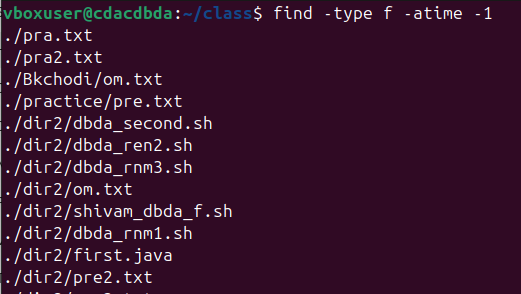 vboxuser@cdacdbda:~/class$ find -type f -atime -1
./pra.txt
./pra2.txt
./Bkchodi/om.txt
./practice/pre.txt
./dir2/dbda_second.sh
./dir2/dbda_ren2.sh
./dir2/dbda_rnm3.sh
./dir2/om.txt
./dir2/shivam_dbda_f.sh
./dir2/dbda_rnm1.sh
./dir2/first.java
./dir2/pre2.txt